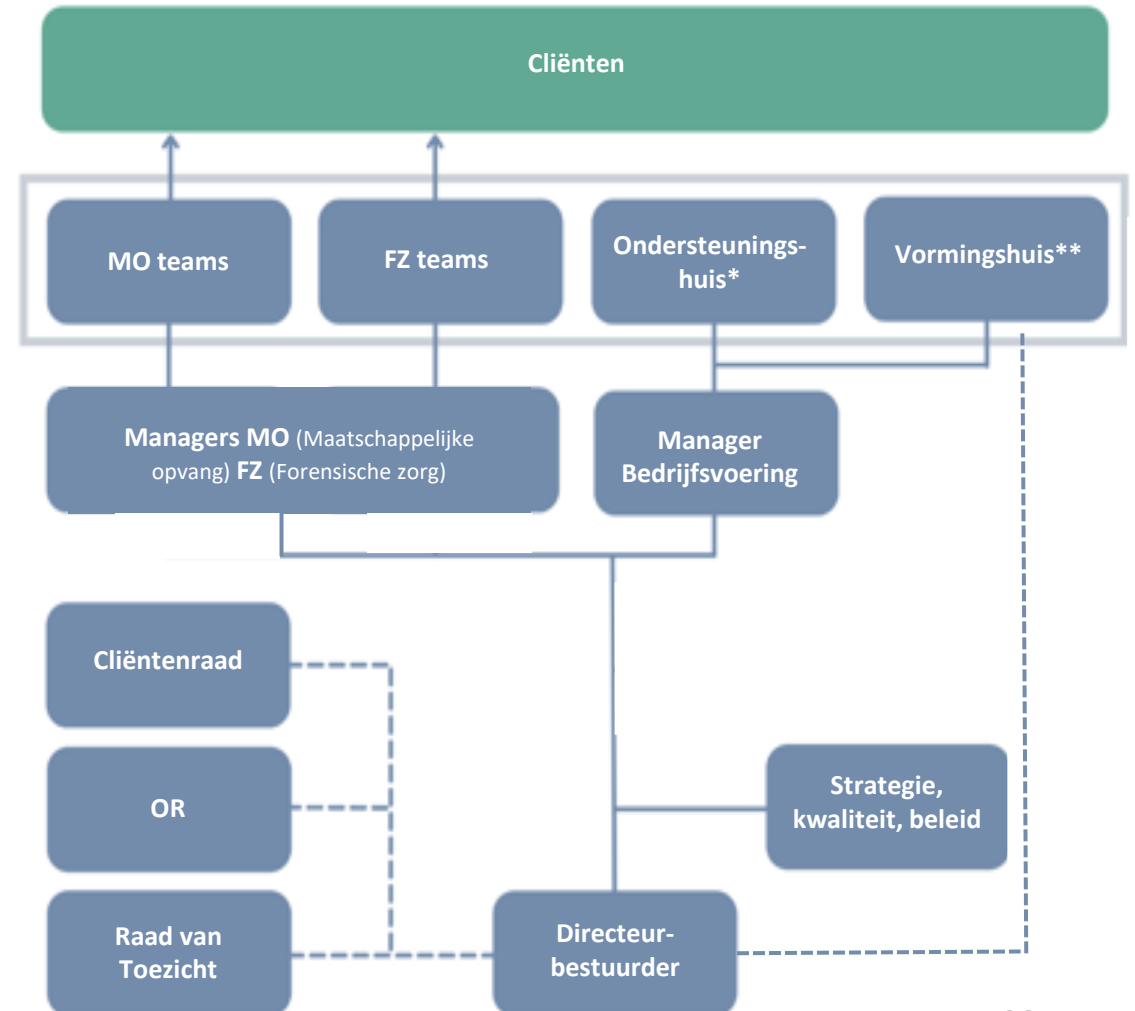 Cliënten
MO teams
FZ teams
Ondersteunings-
huis*
Vormingshuis**
Managers MO (Maatschappelijke
opvang) FZ (Forensische zorg)
Manager
Bedrijfsvoering
Cliëntenraad
OR
Strategie,
kwaliteit, beleid
Raad van
Toezicht
Directeur-
bestuurder